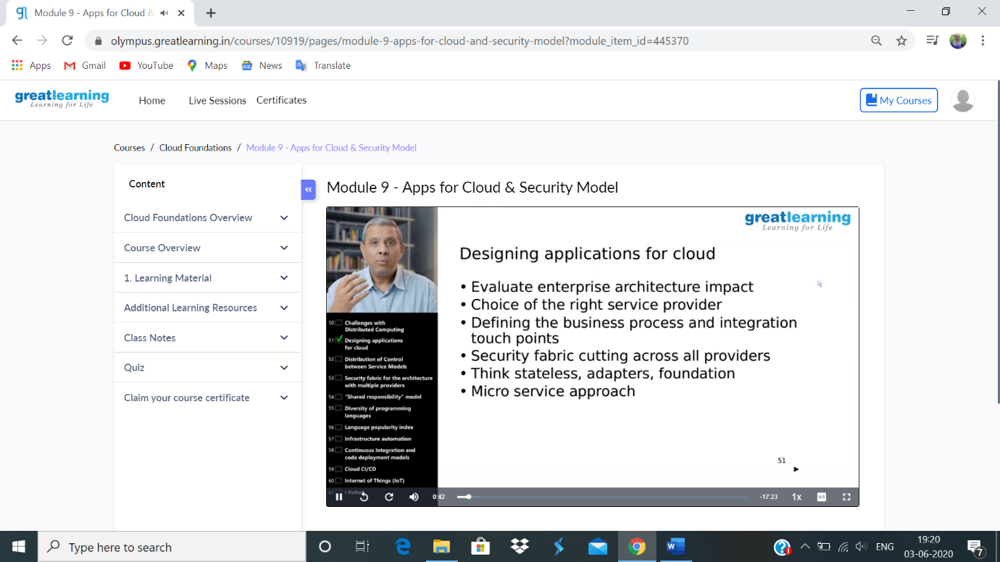 Module 9 - Apps for Cloud &
olympus.greatlearning.in/courses/10919/pages/module-9-apps-for-cloud-and-security-model?module_item_id=445370
Apps Gmail YouTube Maps News Translate
greatlearning
Learning for Life
Home Live Sessions Certificates
My Courses
Courses / Cloud Foundations / Module 9 - Apps for Cloud & Security Model
Content
Cloud Foundations Overview
Course Overview
1. Learning Material
Additional Learning Resources
Class Notes
Quiz
Claim your course certificate
Module 9 - Apps for Cloud & Security Model
greatlearning
Learning for Life
Designing applications for cloud
• Evaluate enterprise architecture impact
• Choice of the right service provider
• Defining the business process and integration
touch points
• Security fabric cutting across all providers
• Think stateless, adapters, foundation
• Micro service approach
51
50 Challenges with
Distributed Computing
51 Designing applications
for cloud
52 Distribution of Control
between Service Models
53 Security fabric for the architecture
with multiple providers
54 "Shared responsibility" model
55 Diversity of programming
languages
56 Language popularity index
57 Infrastructure automation
58 Continuous Integration and
code deployment models
59 Cloud CI/CD
60 Internet of Things (IoT)
61 I Robot
0:42 -17:23 1x HD
Type here to search
ENG
19:20
03-06-2020
7